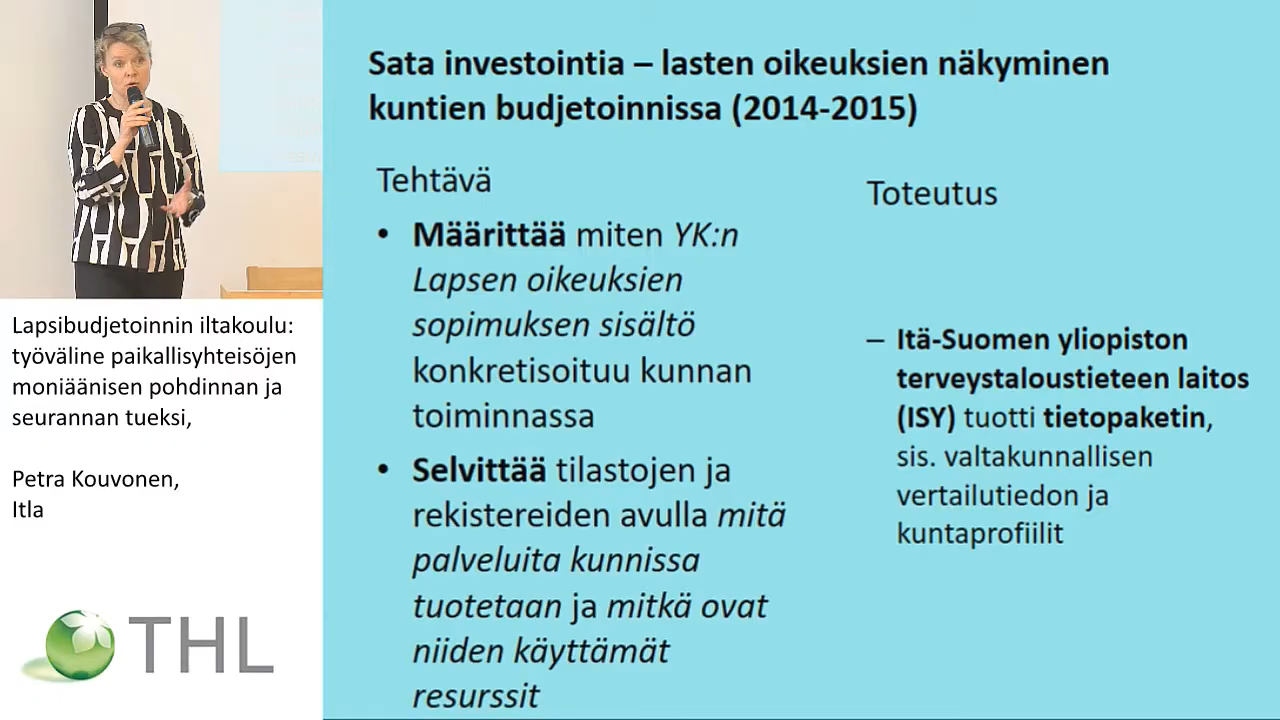 Sata investointia – lasten oikeuksien näkyminen
kuntien budjetoinnissa (2014-2015)
Tehtävä
• Määrittää miten YK:n
Lapsen oikeuksien
sopimuksen sisältö
konkretisoituu kunnan
toiminnassa
• Selvittää tilastojen ja
rekistereiden avulla mitä
palveluita kunnissa
tuotetaan ja mitkä ovat
niiden käyttämät
resurssit
Toteutus
– Itä-Suomen yliopiston
terveystaloustieteen laitos
(ISY) tuotti tietopaketin,
sis. valtakunnallisen
vertailutiedon ja
kuntaprofiilit
Lapsibudjetoinnin iltakoulu:
työväline paikallisyhteisöjen
moniäänisen pohdinnan ja
seurannan tueksi,
Petra Kouvonen,
Itla
THL